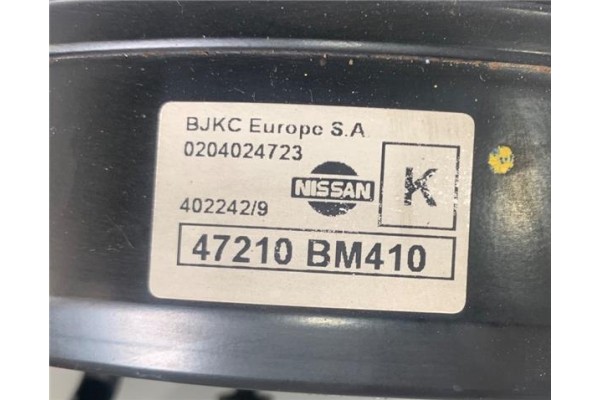 BJKC Europe S.A
0204024723
NISSAN
K
402242/9
47210 BM410